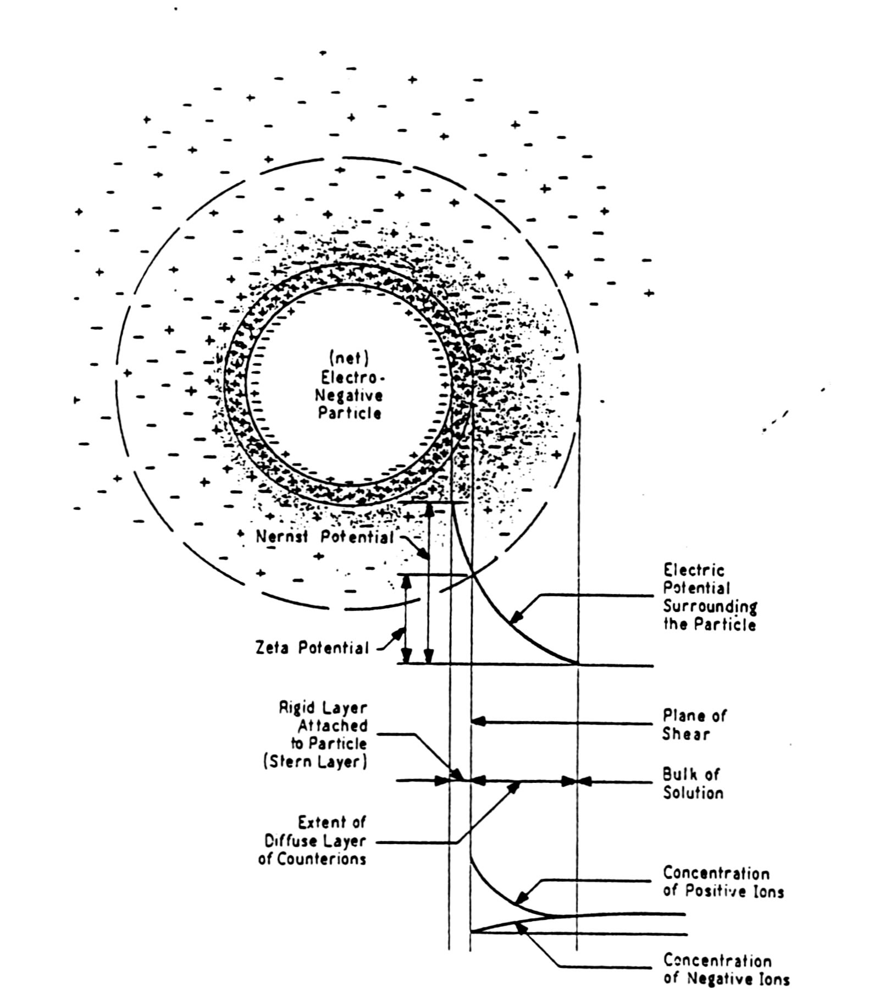 (net)
Electro-
Negative
Particle
Nernst Potential
Electric
Potential
Surrounding
the Particle
Zeta Potential
Rigid Layer
Attached
to Particle
(Stern Layer)
Plane of
Shear
Bulk of
Solution
Extent of
Diffuse Layer
of Counterions
Concentration
of Positive Ions
Concentration
of Negative Ions